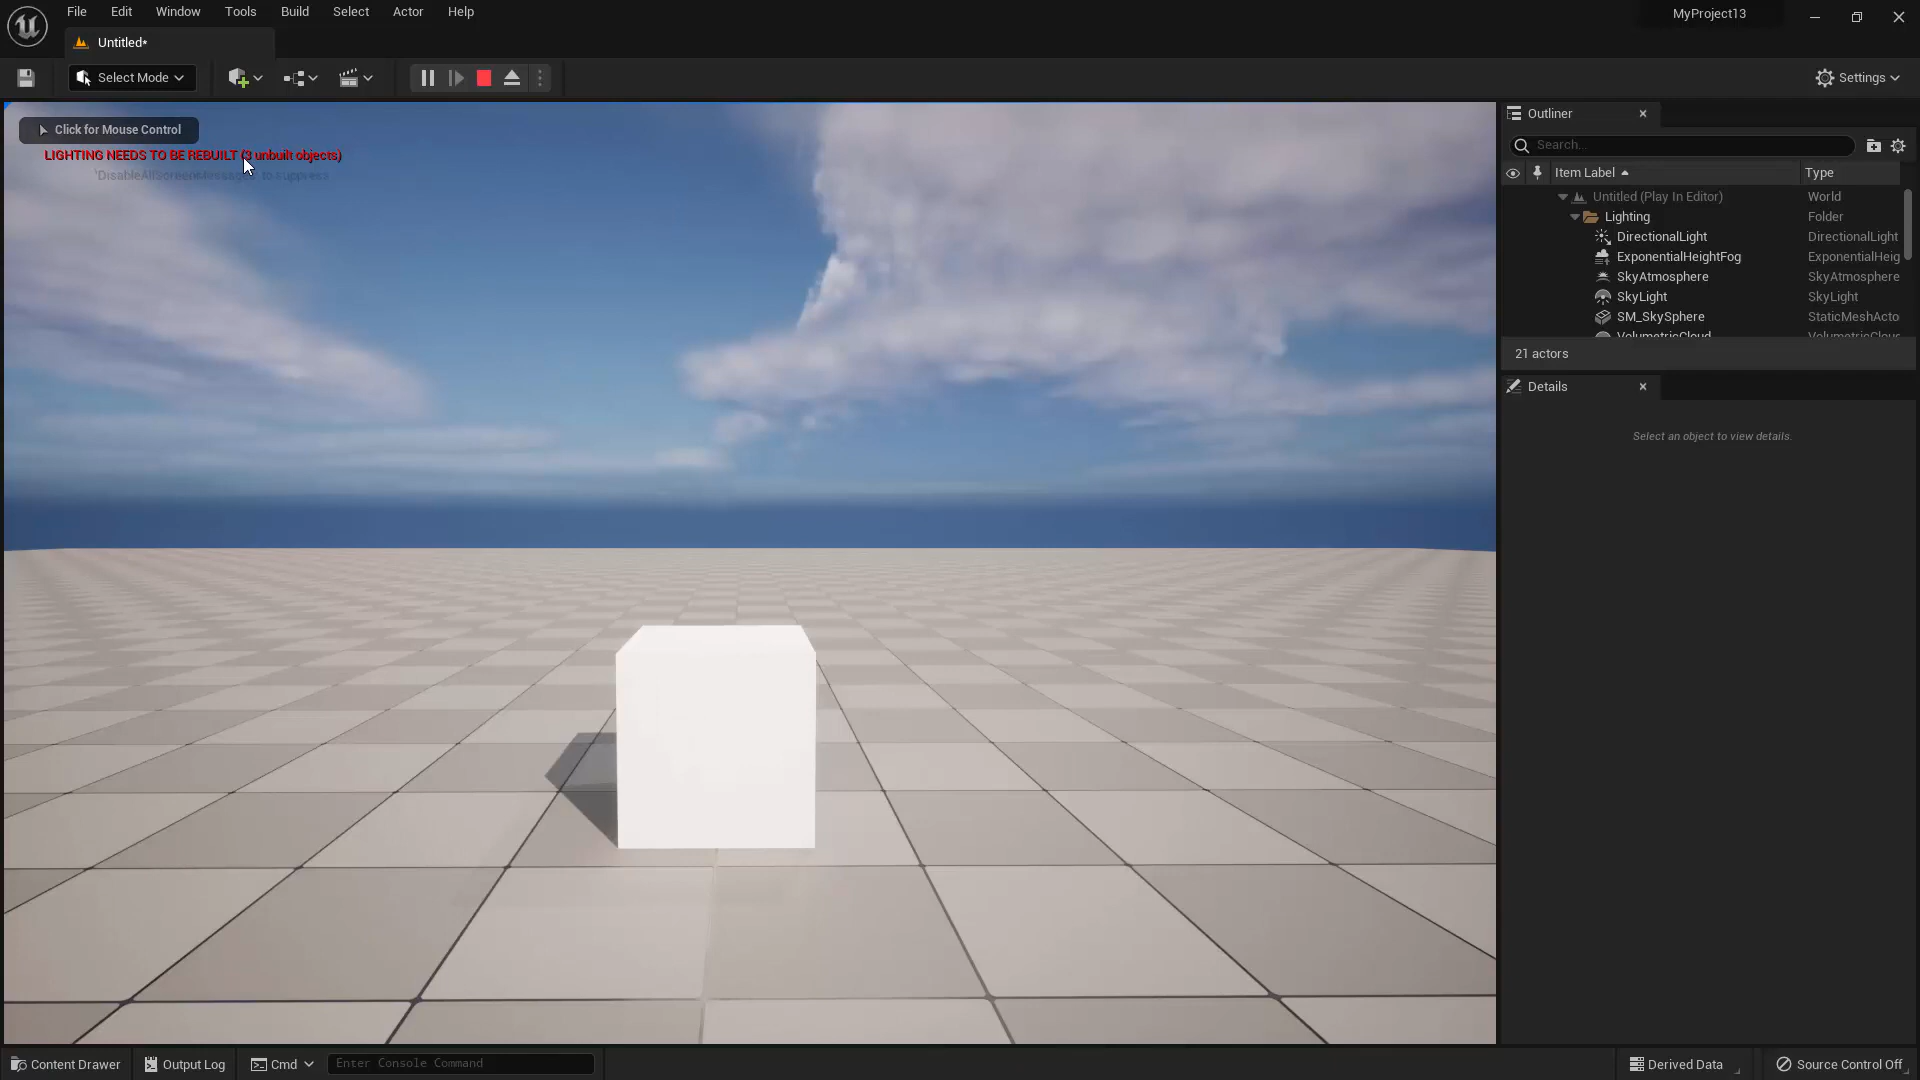 File Edit Window Tools Build Select Actor Help
MyProject13
Untitled*
Select Mode
Settings
Click for Mouse Control
LIGHTING NEEDS TO BE REBUILT (3 unbuilt objects)
to suppress
Outliner
Search...
Item Label Type
Untitled (Play In Editor) World
Lighting Folder
DirectionalLight DirectionalLight
ExponentialHeightFog ExponentialHeig
SkyAtmosphere SkyAtmosphere
SkyLight SkyLight
SM_SkySphere StaticMeshActo
VolumetricCloud VolumetricClou
21 actors
Details
Select an object to view details.
Content Drawer Output Log Cmd Enter Console Command Derived Data Source Control Off